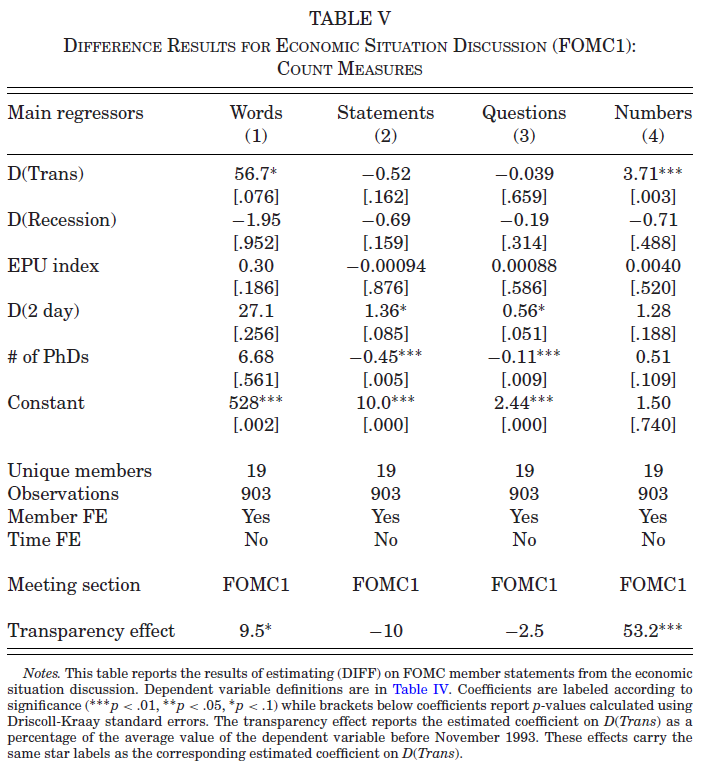 TABLE V
DIFFERENCE RESULTS FOR ECONOMIC SITUATION DISCUSSION (FOMC1):
COUNT MEASURES
Main regressors Words Statements Questions Numbers
(1) (2) (3) (4)
D(Trans) 56.7* −0.52 −0.039 3.71***
[.076] [.162] [.659] [.003]
D(Recession) −1.95 −0.69 −0.19 −0.71
[.952] [.159] [.314] [.488]
EPU index 0.30 −0.00094 0.00088 0.0040
[.186] [.876] [.586] [.520]
D(2 day) 27.1 1.36* 0.56* 1.28
[.256] [.085] [.051] [.188]
# of PhDs 6.68 −0.45*** −0.11*** 0.51
[.561] [.005] [.009] [.109]
Constant 528*** 10.0*** 2.44*** 1.50
[.002] [.000] [.000] [.740]
Unique members 19 19 19 19
Observations 903 903 903 903
Member FE Yes Yes Yes Yes
Time FE No No No No
Meeting section FOMC1 FOMC1 FOMC1 FOMC1
Transparency effect 9.5* −10 −2.5 53.2***
Notes. This table reports the results of estimating (DIFF) on FOMC member statements from the economic
situation discussion. Dependent variable definitions are in Table IV. Coefficients are labeled according to
significance (***p < .01, **p < .05, *p < .1) while brackets below coefficients report p-values calculated using
Driscoll-Kraay standard errors. The transparency effect reports the estimated coefficient on D(Trans) as a
percentage of the average value of the dependent variable before November 1993. These effects carry the
same star labels as the corresponding estimated coefficient on D(Trans).